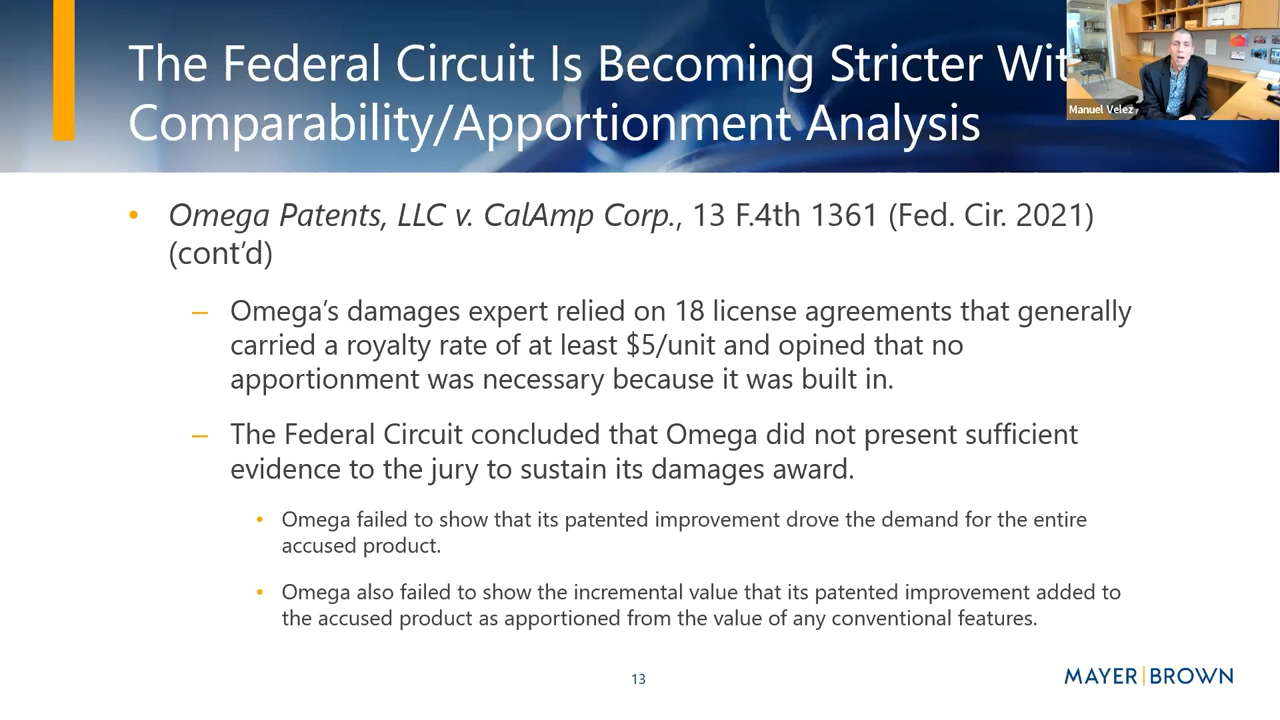 The Federal Circuit Is Becoming Stricter Wit
Comparability/Apportionment Analysis
Manuel Velez
• Omega Patents, LLC v. CalAmp Corp., 13 F.4th 1361 (Fed. Cir. 2021)
(cont’d)
– Omega’s damages expert relied on 18 license agreements that generally
carried a royalty rate of at least $5/unit and opined that no
apportionment was necessary because it was built in.
– The Federal Circuit concluded that Omega did not present sufficient
evidence to the jury to sustain its damages award.
• Omega failed to show that its patented improvement drove the demand for the entire
accused product.
• Omega also failed to show the incremental value that its patented improvement added to
the accused product as apportioned from the value of any conventional features.
13
MAYER|BROWN